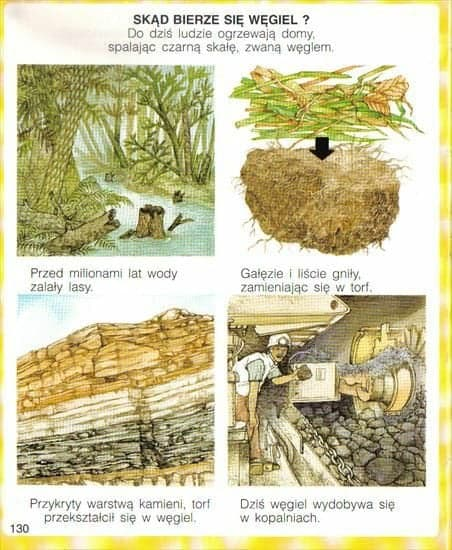 SKĄD BIERZE SIĘ WĘGIEL ?
Do dziś ludzie ogrzewają domy,
spalając czarną skałę, zwaną węglem.
Przed milionami lat wody
zalały lasy.
Gałęzie i liście gniły,
zamieniając się w torf.
Przykryty warstwą kamieni, torf
przekształcił się w węgiel.
Dziś węgiel wydobywa się
w kopalniach.
130